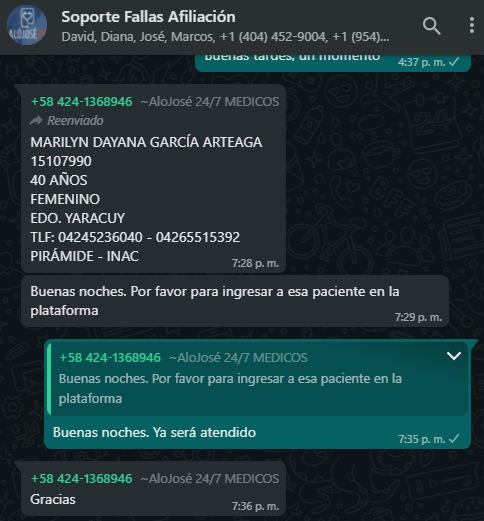 Soporte Fallas Afiliación
David, Diana, José, Marcos, +1 (404) 452-9004, +1 (954)...
ALOJOSÉ
buenas tardes, un momento
4:37 p. m.
+58 424-1368946 ~AloJosé 24/7 MEDICOS
Reenviado
MARILYN DAYANA GARCÍA ARTEAGA
15107990
40 AÑOS
FEMENINO
EDO. YARACUY
TLF: 04245236040 - 04265515392
PIRÁMIDE - INAC
7:28 p. m.
Buenas noches. Por favor para ingresar a esa paciente en la
plataforma
7:29 p. m.
+58 424-1368946 ~AloJosé 24/7 MEDICOS
Buenas noches. Por favor para ingresar a esa paciente en la
plataforma
Buenas noches. Ya será atendido
7:35 p. m.
+58 424-1368946 ~AloJosé 24/7 MEDICOS
Gracias
7:36 p. m.